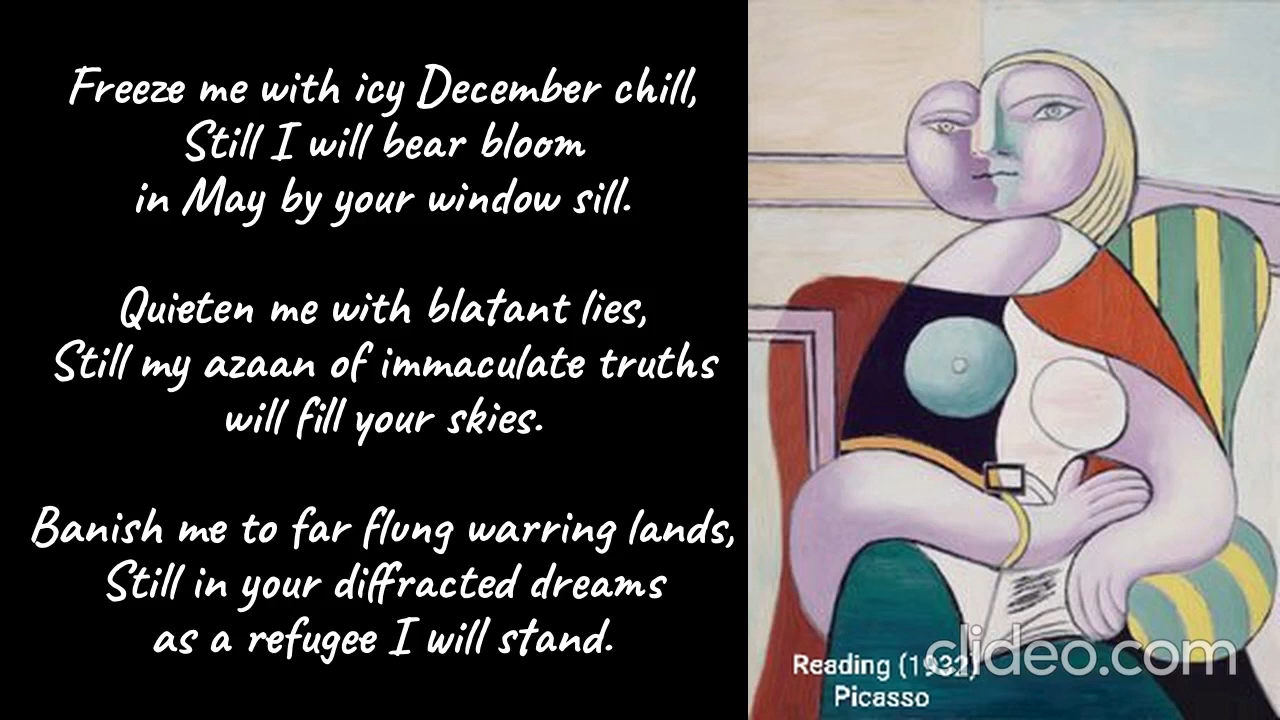 Freeze me with icy December chill,
Still I will bear bloom
in May by your window sill.
Quieten me with blatant lies,
Still my azaan of immaculate truths
will fill your skies.
Banish me to far flung warring lands,
Still in your diffracted dreams
as a refugee I will stand.
Reading (1932)
Picasso
clideo.com